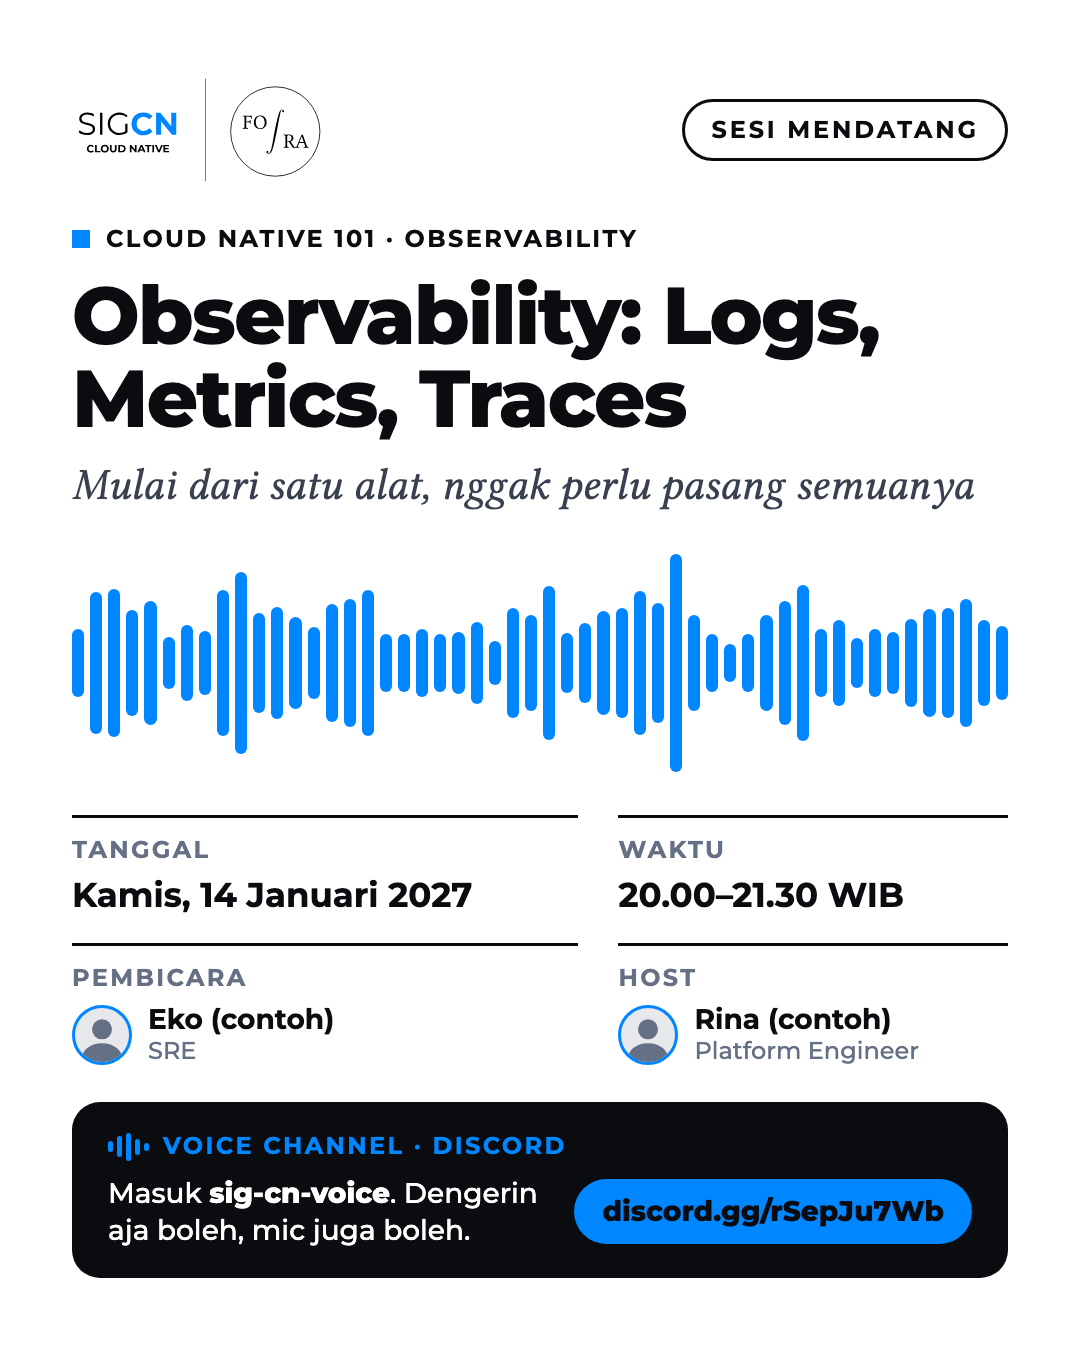 SIGCN
CLOUD NATIVE
FO
RA
SESI MENDATANG
CLOUD NATIVE 101 · OBSERVABILITY
Observability: Logs,
Metrics, Traces
Mulai dari satu alat, nggak perlu pasang semuanya
TANGGAL
Kamis, 14 Januari 2027
WAKTU
20.00–21.30 WIB
PEMBICARA
Eko (contoh)
SRE
HOST
Rina (contoh)
Platform Engineer
VOICE CHANNEL · DISCORD
Masuk sig-cn-voice. Dengerin
aja boleh, mic juga boleh.
discord.gg/rSepJu7Wb